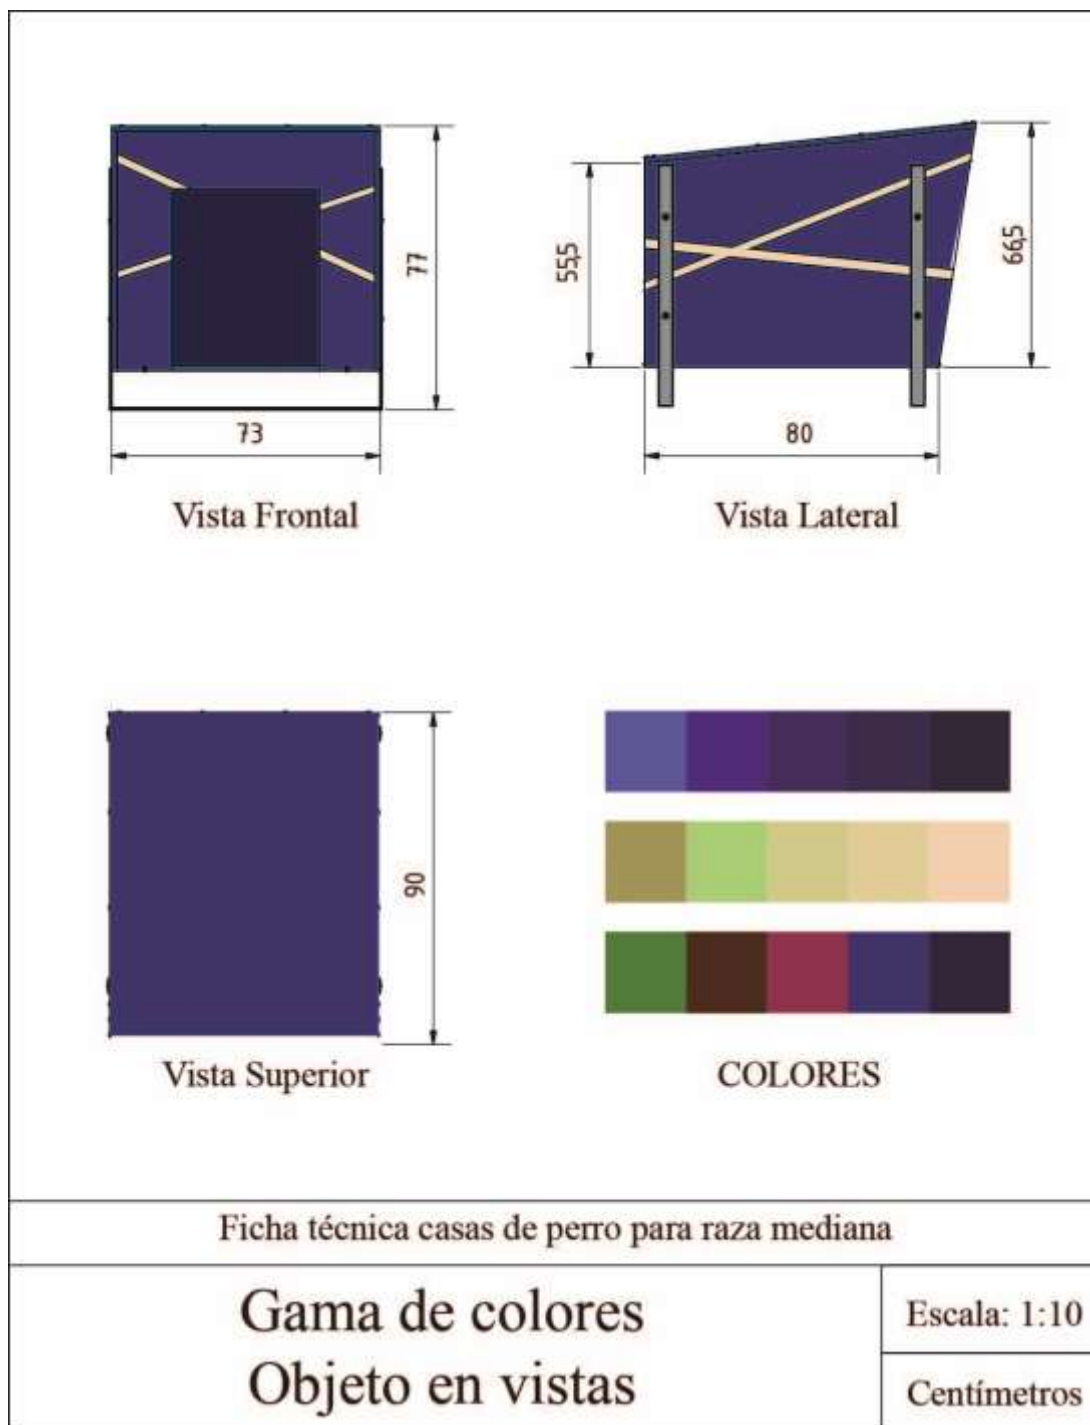 77
73
Vista Frontal
55,5
66,5
80
Vista Lateral
90
Vista Superior
COLORES
Ficha técnica casas de perro para raza mediana
Gama de colores
Objeto en vistas
Escala: 1:10
Centímetros